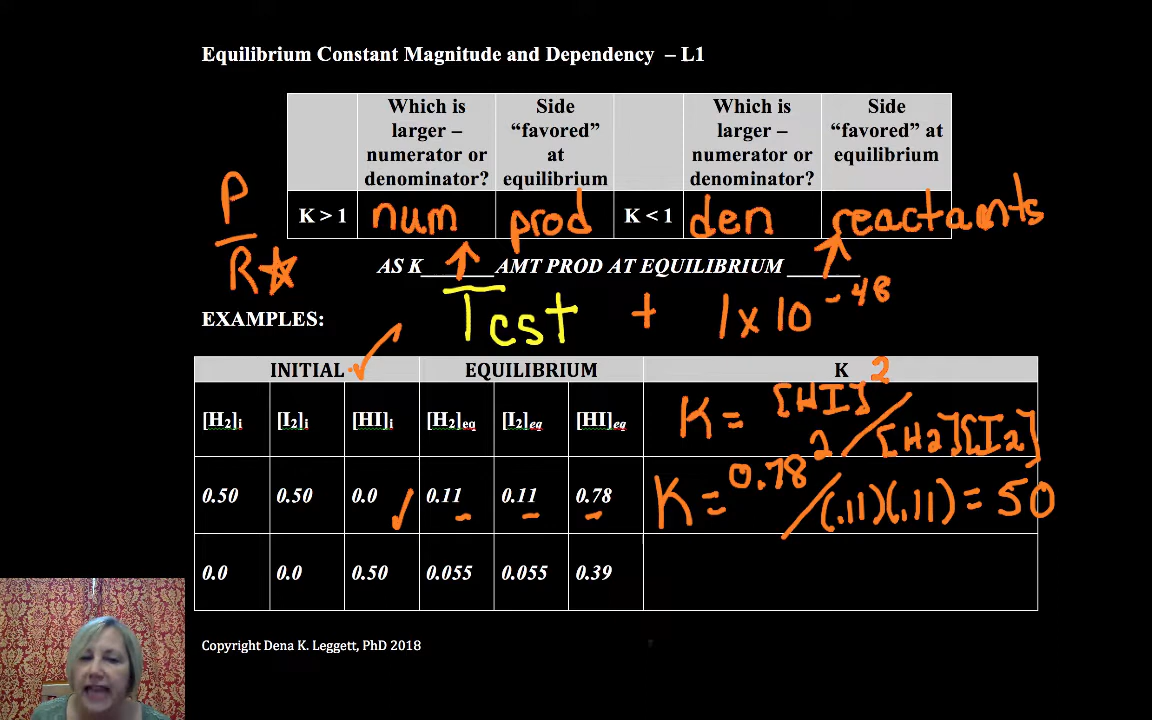 Equilibrium Constant Magnitude and Dependency – L1
Which is larger – numerator or denominator?
Side “favored” at equilibrium
Which is larger – numerator or denominator?
Side “favored” at equilibrium
P
R
K > 1 num prod K < 1 den reactants
AS K______AMT PROD AT EQUILIBRIUM ______
EXAMPLES: Tcst + 1 x 10⁻⁴⁸
INITIAL EQUILIBRIUM K
[H2]i [I2]i [HI]i [H2]eq [I2]eq [HI]eq K = [HI]²/[H2][I2]
0.50 0.50 0.0 0.11 0.11 0.78 K = 0.78²/(.11)(.11) = 50
0.0 0.0 0.50 0.055 0.055 0.39
Copyright Dena K. Leggett, PhD 2018